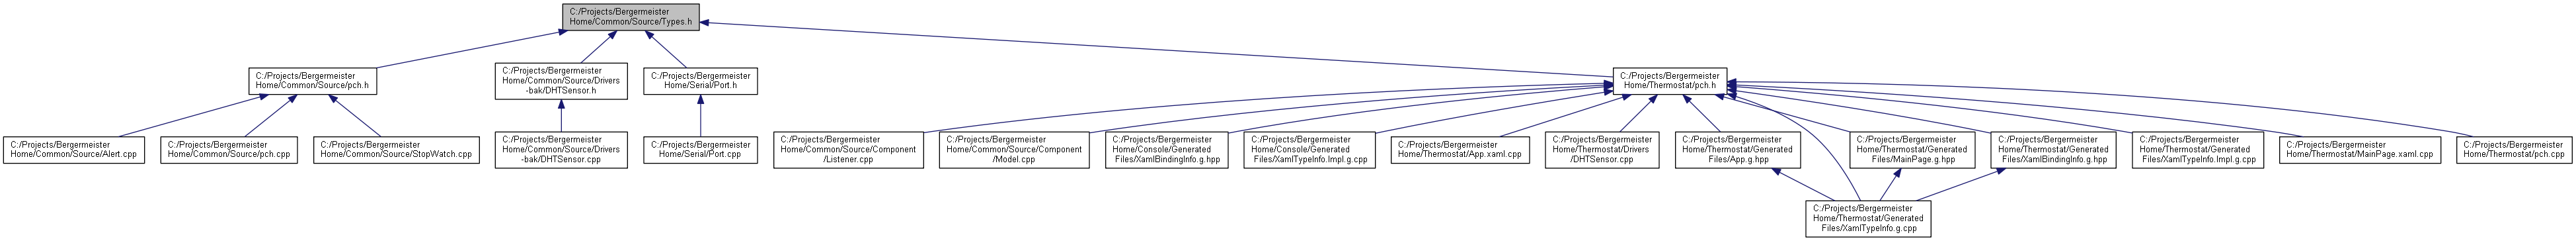 C:/Projects/Bergermeister
Home/Common/Source/Types.h
C:/Projects/Bergermeister
Home/Common/Source/pch.h
C:/Projects/Bergermeister
Home/Common/Source/Drivers
-bak/DHTSensor.h
C:/Projects/Bergermeister
Home/Serial/Port.h
C:/Projects/Bergermeister
Home/Thermostat/pch.h
C:/Projects/Bergermeister
Home/Common/Source/Alert.cpp
C:/Projects/Bergermeister
Home/Common/Source/pch.cpp
C:/Projects/Bergermeister
Home/Common/Source/StopWatch.cpp
C:/Projects/Bergermeister
Home/Common/Source/Drivers
-bak/DHTSensor.cpp
C:/Projects/Bergermeister
Home/Serial/Port.cpp
C:/Projects/Bergermeister
Home/Common/Source/Component
/Listener.cpp
C:/Projects/Bergermeister
Home/Common/Source/Component
/Model.cpp
C:/Projects/Bergermeister
Home/Console/Generated
Files/XamlBindingInfo.g.hpp
C:/Projects/Bergermeister
Home/Console/Generated
Files/XamlTypeInfo.Impl.g.cpp
C:/Projects/Bergermeister
Home/Thermostat/App.xaml.cpp
C:/Projects/Bergermeister
Home/Thermostat/Drivers
/DHTSensor.cpp
C:/Projects/Bergermeister
Home/Thermostat/Generated
Files/App.g.hpp
C:/Projects/Bergermeister
Home/Thermostat/Generated
Files/MainPage.g.hpp
C:/Projects/Bergermeister
Home/Thermostat/Generated
Files/XamlBindingInfo.g.hpp
C:/Projects/Bergermeister
Home/Thermostat/Generated
Files/XamlTypeInfo.Impl.g.cpp
C:/Projects/Bergermeister
Home/Thermostat/MainPage.xaml.cpp
C:/Projects/Bergermeister
Home/Thermostat/pch.cpp
C:/Projects/Bergermeister
Home/Thermostat/Generated
Files/XamlTypeInfo.g.cpp